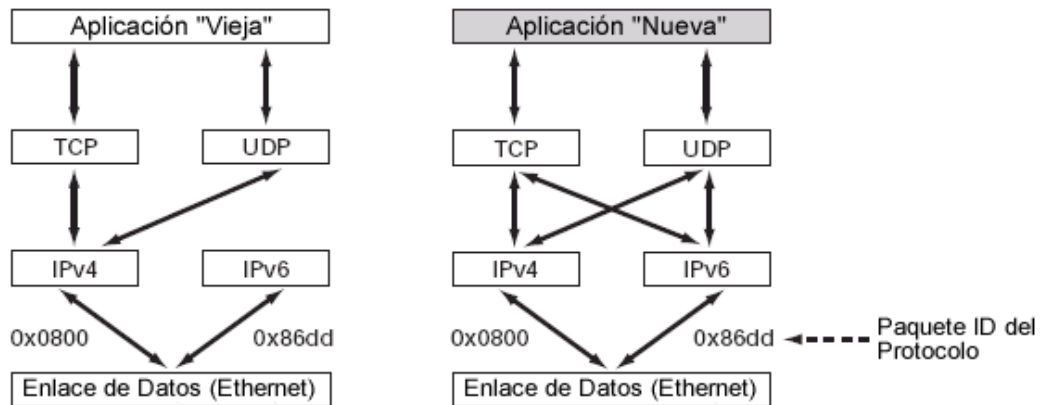 Aplicación "Vieja"
TCP
UDP
IPv4
IPv6
0x0800
0x86dd
Enlace de Datos (Ethernet)
Aplicación "Nueva"
TCP
UDP
IPv4
IPv6
0x0800
0x86dd
Paquete ID del
Protocolo
Enlace de Datos (Ethernet)